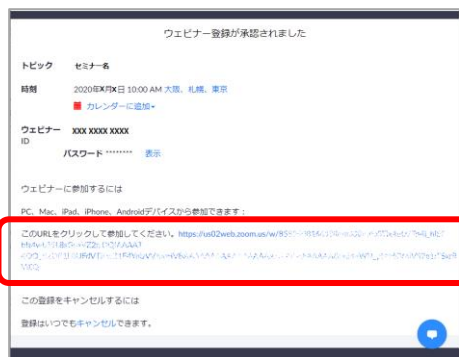 ウェビナー登録が承認されました
トピック セミナー名
時刻 2020年X月X日 10:00 AM 大阪、札幌、東京
カレンダーに追加
ウェビナー ID XXX XXXX XXXX
パスワード ******** 表示
ウェビナーに参加するには
PC、Mac、iPad、iPhone、Androidデバイスから参加できます：
このURLをクリックして参加してください。https://us02web.zoom.us/w/
この登録をキャンセルするには
登録はいつでもキャンセルできます。